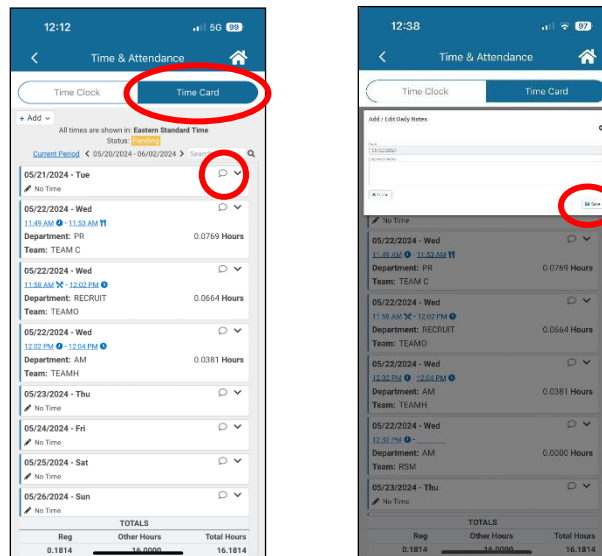 12:12
5G 99
Time & Attendance
Time Clock
Time Card
+ Add
All times are shown in: Eastern Standard Time
Status: Pending
Current Period < 05/20/2024 - 06/02/2024 > Search
05/21/2024 - Tue
No Time
05/22/2024 - Wed
11:49 AM - 11:53 AM
Department: PR 0.0769 Hours
Team: TEAM C
05/22/2024 - Wed
11:58 AM - 12:02 PM
Department: RECRUIT 0.0664 Hours
Team: TEAMO
05/22/2024 - Wed
12:02 PM - 12:04 PM
Department: AM 0.0381 Hours
Team: TEAMH
05/23/2024 - Thu
No Time
05/24/2024 - Fri
No Time
05/25/2024 - Sat
No Time
05/26/2024 - Sun
No Time
TOTALS
Reg Other Hours Total Hours
0.1814 16.0000 16.1814
12:38
97
Time & Attendance
Time Clock
Time Card
Add / Edit Daily Notes
Save
No Time
05/22/2024 - Wed
11:49 AM - 11:53 AM
Department: PR 0.0769 Hours
Team: TEAM C
05/22/2024 - Wed
11:58 AM - 12:02 PM
Department: RECRUIT 0.0664 Hours
Team: TEAMO
05/22/2024 - Wed
12:02 PM - 12:04 PM
Department: AM 0.0381 Hours
Team: TEAMH
05/22/2024 - Wed
12:32 PM -
Department: AM 0.0000 Hours
Team: RSM
05/23/2024 - Thu
No Time
TOTALS
Reg Other Hours Total Hours
0.1814 16.0000 16.1814